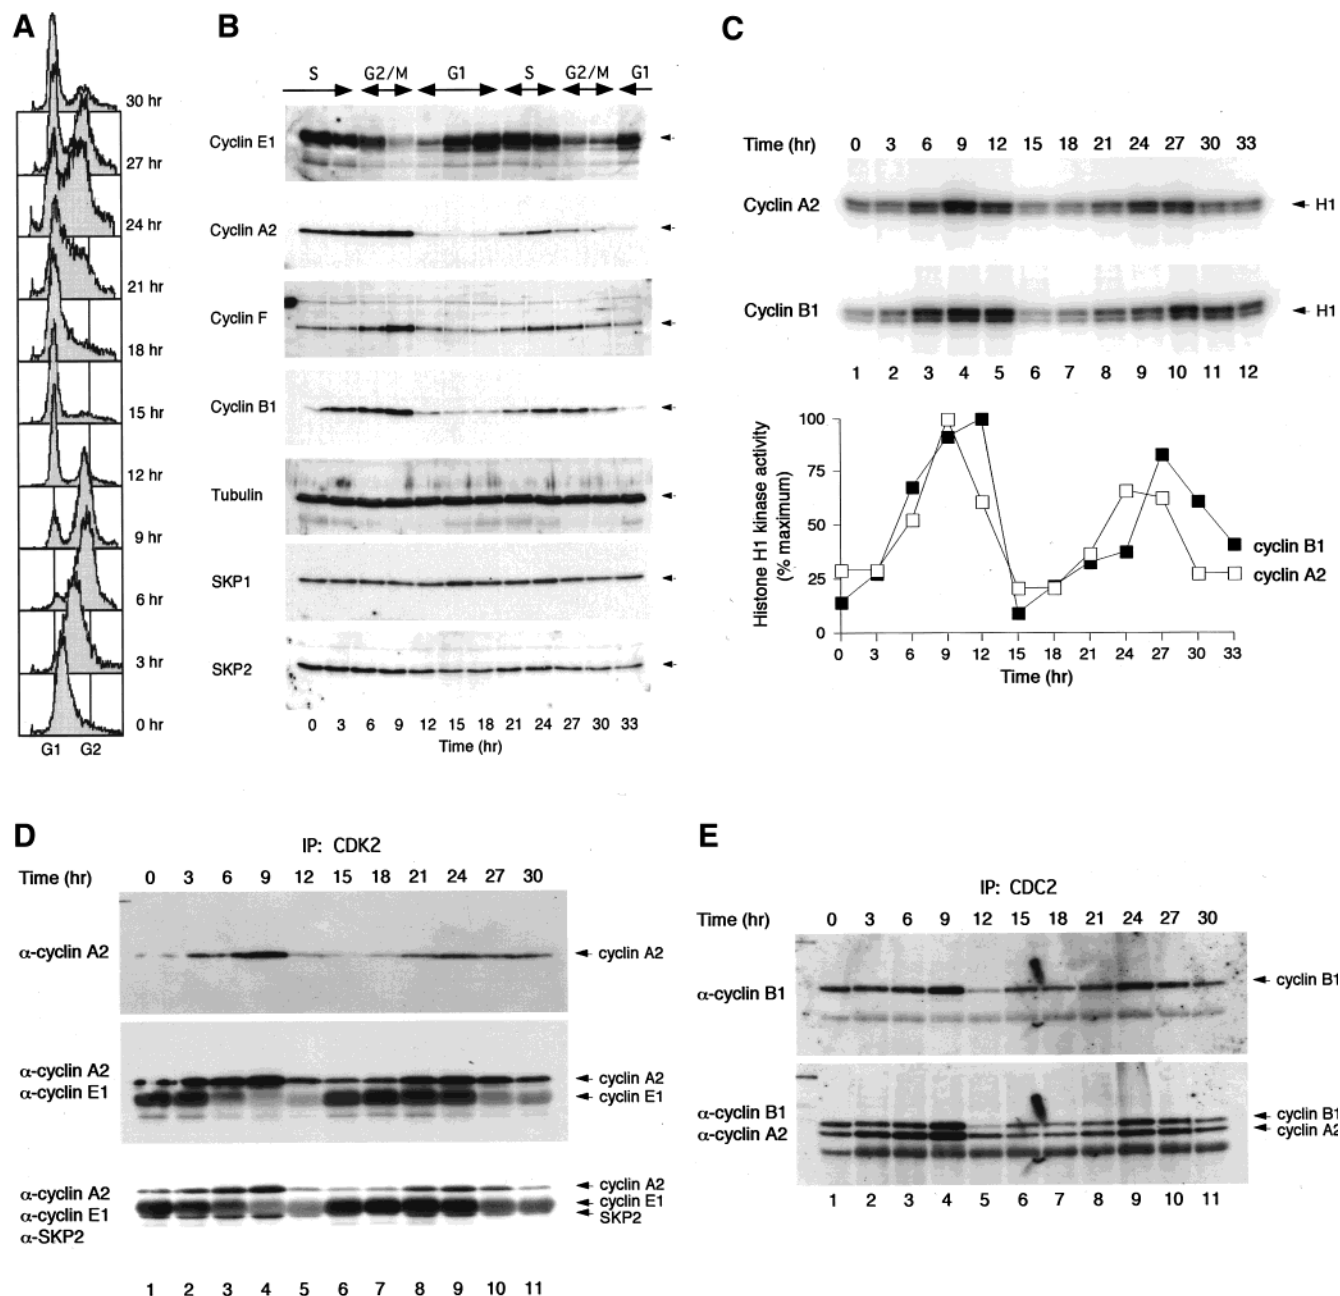 A
30 hr
27 hr
24 hr
21 hr
18 hr
15 hr
12 hr
9 hr
6 hr
3 hr
0 hr
G1 G2
B
S G2/M G1 S G2/M G1
Cyclin E1
Cyclin A2
Cyclin F
Cyclin B1
Tubulin
SKP1
SKP2
0 3 6 9 12 15 18 21 24 27 30 33
Time (hr)
C
Time (hr) 0 3 6 9 12 15 18 21 24 27 30 33
Cyclin A2 H1
Cyclin B1 H1
1 2 3 4 5 6 7 8 9 10 11 12
Histone H1 kinase activity
(% maximum)
100
75
50
25
0
cyclin B1
cyclin A2
0 3 6 9 12 15 18 21 24 27 30 33
Time (hr)
D
IP: CDK2
Time (hr) 0 3 6 9 12 15 18 21 24 27 30
α-cyclin A2 cyclin A2
α-cyclin A2 cyclin A2
α-cyclin E1 cyclin E1
α-cyclin A2 cyclin A2
α-cyclin E1 cyclin E1
α-SKP2 SKP2
1 2 3 4 5 6 7 8 9 10 11
E
IP: CDC2
Time (hr) 0 3 6 9 12 15 18 21 24 27 30
α-cyclin B1 cyclin B1
α-cyclin B1 cyclin B1
α-cyclin A2 cyclin A2
1 2 3 4 5 6 7 8 9 10 11